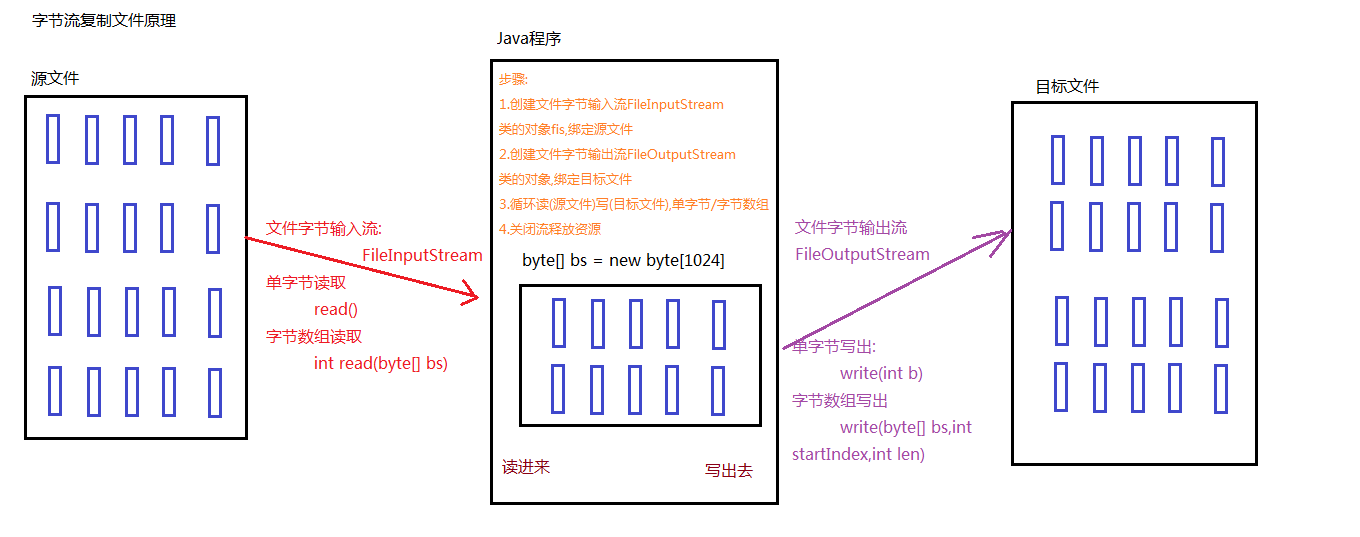 字节流复制文件原理
源文件
Java程序
目标文件
步骤:
1.创建文件字节输入流FileInputStream
类的对象fis,绑定源文件
2.创建文件字节输出流FileOutputStream
类的对象,绑定目标文件
3.循环读(源文件)写(目标文件),单字节/字节数组
4.关闭流释放资源
byte[] bs = new byte[1024]
读进来
写出去
文件字节输入流:
FileInputStream
单字节读取
read()
字节数组读取
int read(byte[] bs)
文件字节输出流
FileOutputStream
单字节写出:
write(int b)
字节数组写出
write(byte[] bs,int
startIndex,int len)